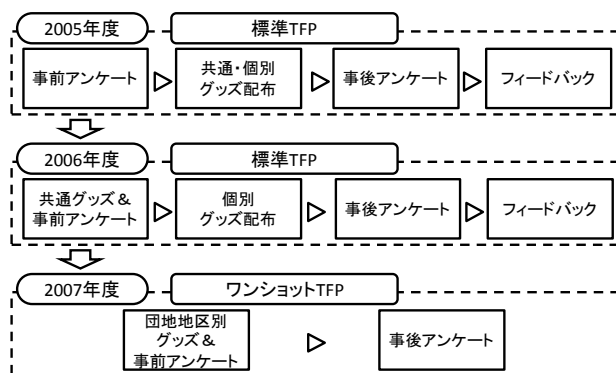 2005年度 標準TFP
事前アンケート 共通・個別 事後アンケート フィードバック
グッズ配布
2006年度 標準TFP
共通グッズ& 個別 事後アンケート フィードバック
事前アンケート グッズ配布
2007年度 ワンショットTFP
団地地区別
グッズ& 事後アンケート
事前アンケート